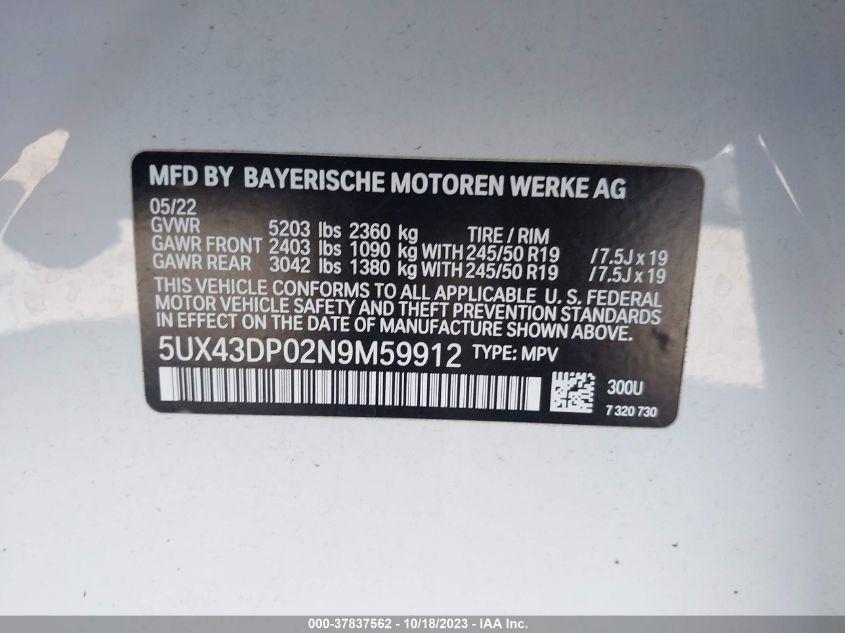 MFD BY BAYERISCHE MOTOREN WERKE AG
05/22
GVWR 5203 lbs 2360 kg TIRE / RIM
GAWR FRONT 2403 lbs 1090 kg WITH 245/50 R19 /7.5J x 19
GAWR REAR 3042 lbs 1380 kg WITH 245/50 R19 /7.5J x 19
THIS VEHICLE CONFORMS TO ALL APPLICABLE U. S. FEDERAL
MOTOR VEHICLE SAFETY AND THEFT PREVENTION STANDARDS
IN EFFECT ON THE DATE OF MANUFACTURE SHOWN ABOVE.
5UX43DP02N9M59912 TYPE: MPV
300U
7 320 730
000-37837562 - 10/18/2023 - IAA Inc.